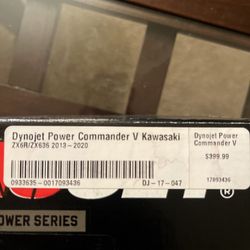 Dynojet Power Commander V Kawasaki
ZX6R/ZX636 2013-2020
0933635-0017093436
DJ-17-047
Dynojet Power
Commander V
$399.99
17093436
®
OWER SERIES